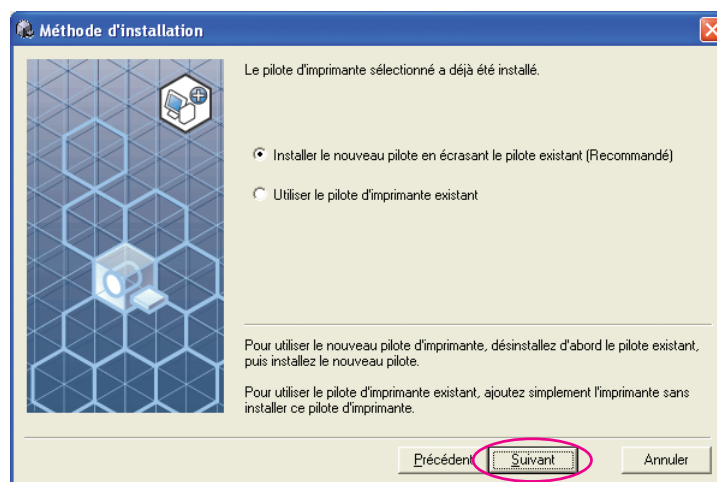 Méthode d'installation
Le pilote d'imprimante sélectionné a déjà été installé.
Installer le nouveau pilote en écrasant le pilote existant (Recommandé)
Utiliser le pilote d'imprimante existant
Pour utiliser le nouveau pilote d'imprimante, désinstallez d'abord le pilote existant,
puis installez le nouveau pilote.
Pour utiliser le pilote d'imprimante existant, ajoutez simplement l'imprimante sans
installer ce pilote d'imprimante.
Précédent Suivant Annuler